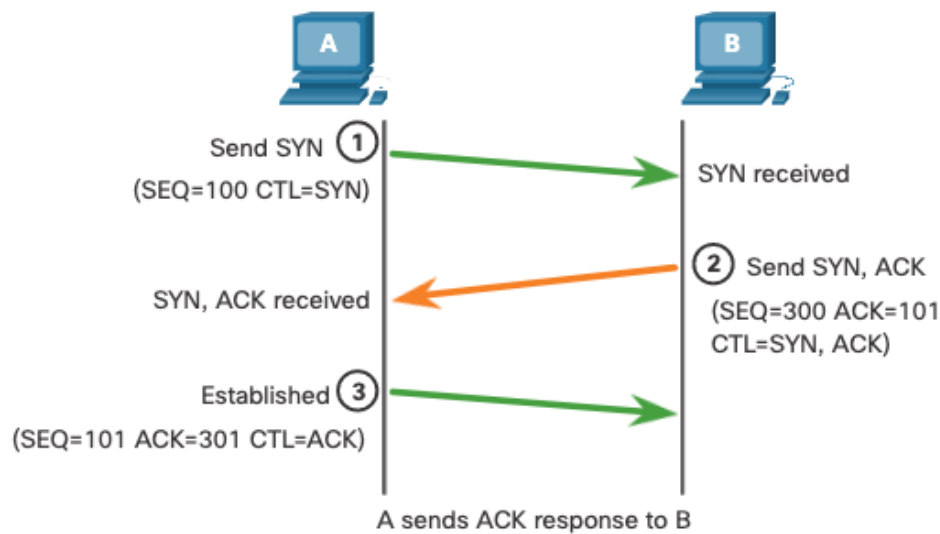 A
B
Send SYN 1
(SEQ=100 CTL=SYN)
SYN received
2 Send SYN, ACK
(SEQ=300 ACK=101
CTL=SYN, ACK)
SYN, ACK received
Established 3
(SEQ=101 ACK=301 CTL=ACK)
A sends ACK response to B